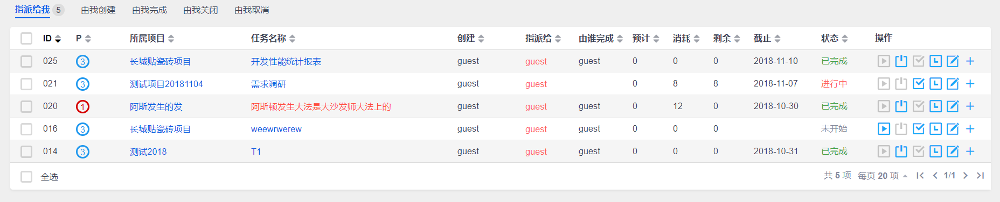 指派给我 5 由我创建 由我完成 由我关闭 由我取消
ID P 所属项目 任务名称 创建 指派给 由谁完成 预计 消耗 剩余 截止 状态 操作
025 3 长城贴瓷砖项目 开发性能统计报表 guest guest guest 0 0 0 2018-11-10 已完成
021 3 测试项目20181104 需求调研 guest guest 0 8 8 2018-11-07 进行中
020 1 阿斯发生的发 阿斯顿发生大法是大沙发师大法上的 guest guest guest 0 12 0 2018-10-30 已完成
016 3 长城贴瓷砖项目 weewrwerew guest guest 0 0 0 未开始
014 3 测试2018 T1 guest guest guest 0 0 0 2018-10-31 已完成
全选 共 5 项 每页 20 项 1/1